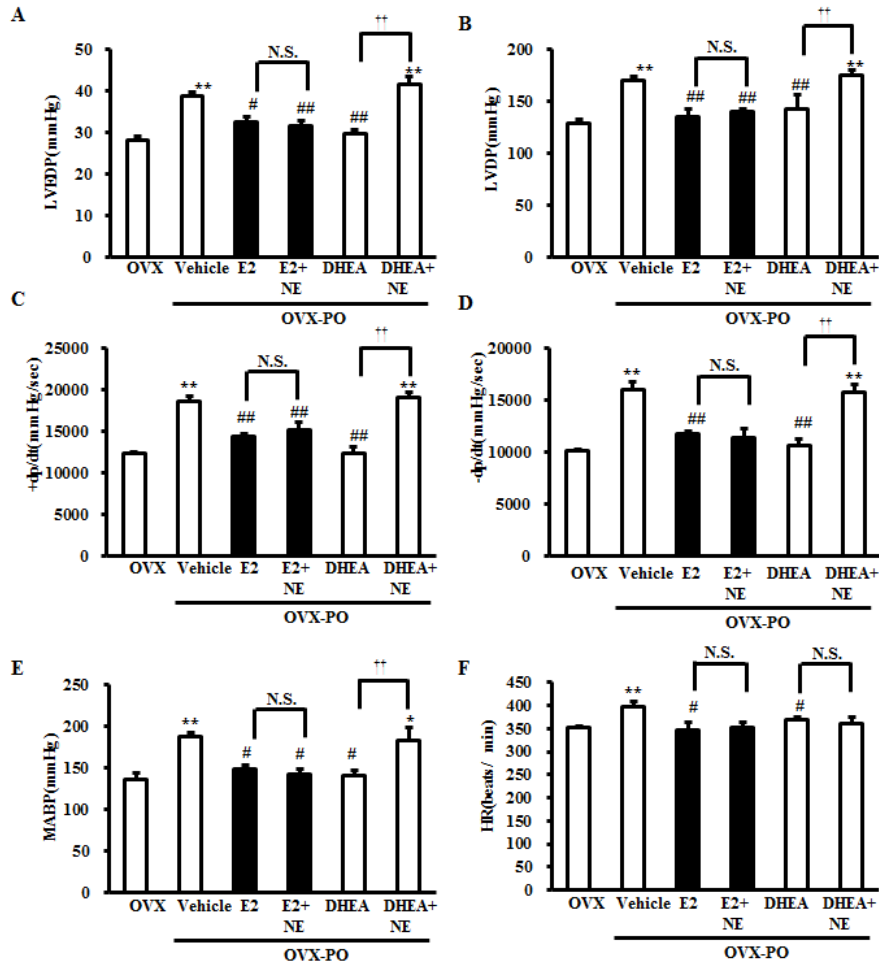 A
††
N.S.
50
40
30
20
10
0
LVEDP(mmHg)
**
#
##
##
**
OVX Vehicle E2 E2+ DHEA DHEA+
NE NE
OVX-PO
B
††
N.S.
200
150
100
50
0
LVDP(mmHg)
**
##
##
##
**
OVX Vehicle E2 E2+ DHEA DHEA+
NE NE
OVX-PO
C
††
N.S.
25000
20000
15000
10000
5000
0
+dp/dt(mmHg/sec)
**
##
##
##
**
OVX Vehicle E2 E2+ DHEA DHEA+
NE NE
OVX-PO
D
††
N.S.
20000
15000
10000
5000
0
-dp/dt(mmHg/sec)
**
##
##
**
OVX Vehicle E2 E2+ DHEA DHEA+
NE NE
OVX-PO
E
††
N.S.
250
200
150
100
50
0
MABP(mmHg)
**
#
#
#
*
OVX Vehicle E2 E2+ DHEA DHEA+
NE NE
OVX-PO
F
N.S.
N.S.
450
400
350
300
250
200
150
100
50
0
HR(beats/ min)
**
#
#
OVX Vehicle E2 E2+ DHEA DHEA+
NE NE
OVX-PO